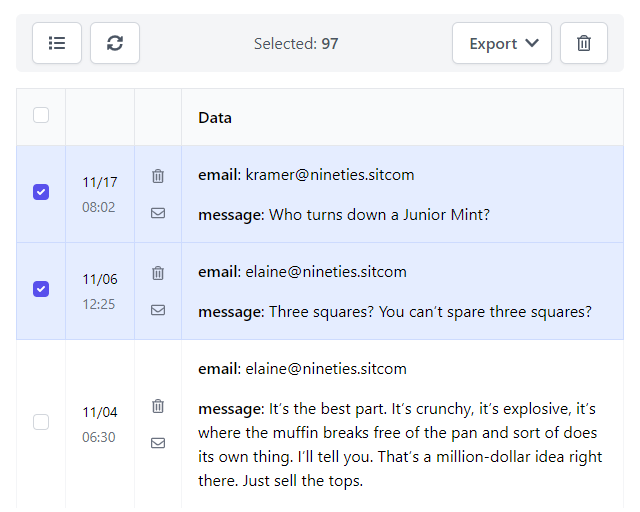 Selected: 97
Export
Data
11/17
08:02
email: kramer@nineties.sitcom
message: Who turns down a Junior Mint?
11/06
12:25
email: elaine@nineties.sitcom
message: Three squares? You can’t spare three squares?
11/04
06:30
email: elaine@nineties.sitcom
message: It’s the best part. It’s crunchy, it’s explosive, it’s
where the muffin breaks free of the pan and sort of does
its own thing. I’ll tell you. That’s a million-dollar idea right
there. Just sell the tops.